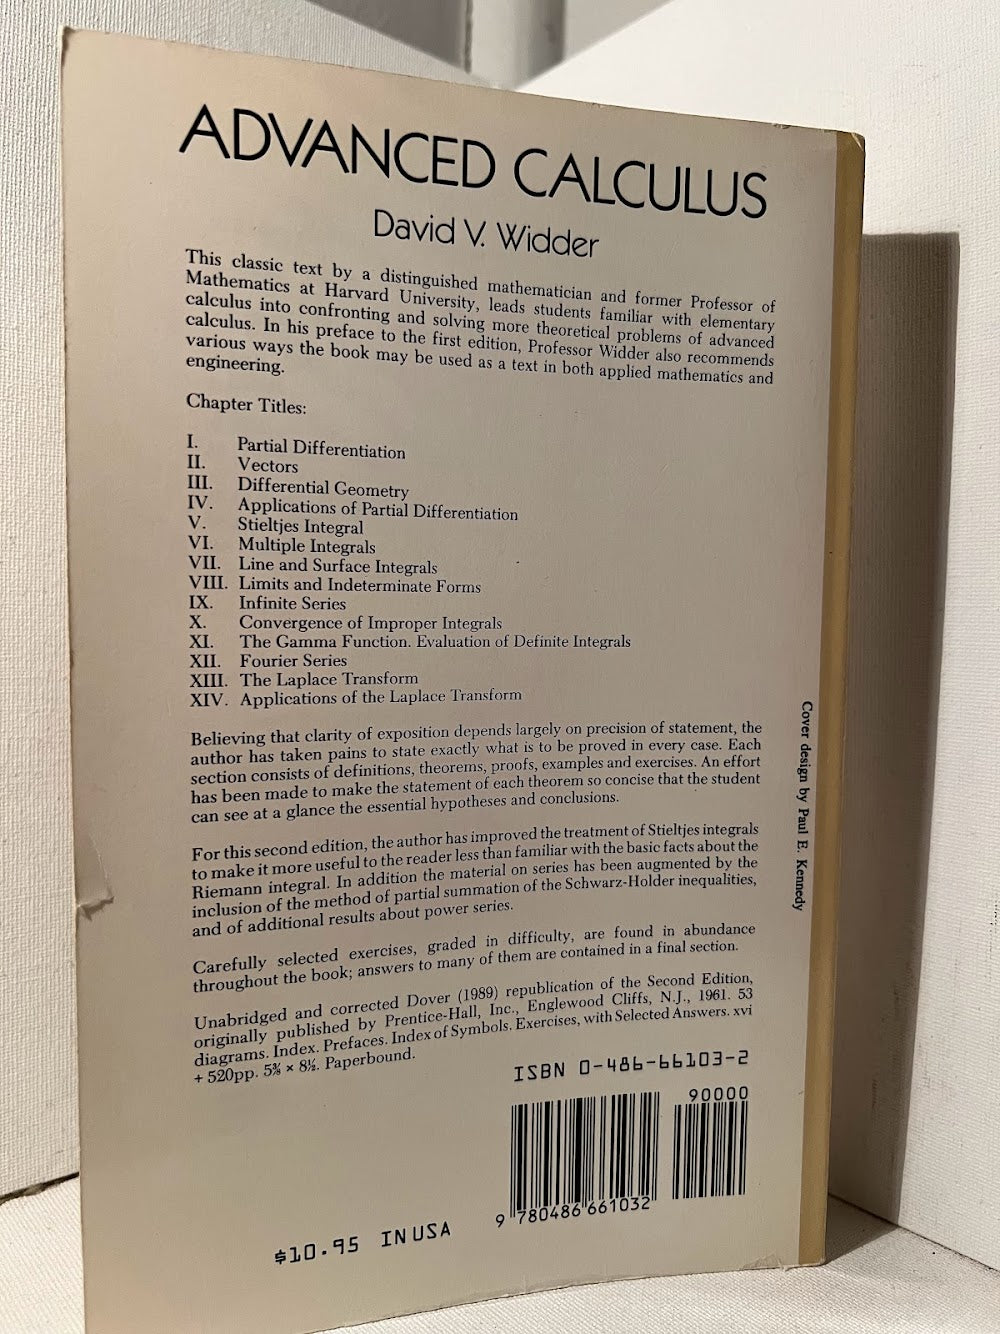 ADVANCED CALCULUS
David V. Widder
This classic text by a distinguished mathematician and former Professor of
Mathematics at Harvard University, leads students familiar with elementary
calculus into confronting and solving more theoretical problems of advanced
calculus. In his preface to the first edition, Professor Widder also recommends
various ways the book may be used as a text in both applied mathematics and
engineering.
Chapter Titles:
I. Partial Differentiation
II. Vectors
III. Differential Geometry
IV. Applications of Partial Differentiation
V. Stieltjes Integral
VI. Multiple Integrals
VII. Line and Surface Integrals
VIII. Limits and Indeterminate Forms
IX. Infinite Series
X. Convergence of Improper Integrals
XI. The Gamma Function. Evaluation of Definite Integrals
XII. Fourier Series
XIII. The Laplace Transform
XIV. Applications of the Laplace Transform
Believing that clarity of exposition depends largely on precision of statement, the
author has taken pains to state exactly what is to be proved in every case. Each
section consists of definitions, theorems, proofs, examples and exercises. An effort
has been made to make the statement of each theorem so concise that the student
can see at a glance the essential hypotheses and conclusions.
For this second edition, the author has improved the treatment of Stieltjes integrals
to make it more useful to the reader less than familiar with the basic facts about the
Riemann integral. In addition the material on series has been augmented by the
inclusion of the method of partial summation of the Schwarz-Holder inequalities,
and of additional results about power series.
Carefully selected exercises, graded in difficulty, are found in abundance
throughout the book; answers to many of them are contained in a final section.
Unabridged and corrected Dover (1989) republication of the Second Edition,
originally published by Prentice-Hall, Inc., Englewood Cliffs, N.J., 1961. 53
diagrams. Index. Prefaces. Index of Symbols. Exercises, with Selected Answers. xvi
+ 520pp. 5⅜ × 8½. Paperbound.
ISBN 0-486-66103-2
90000
9 780486 661032
$10.95 IN USA
Cover design by Paul E. Kennedy